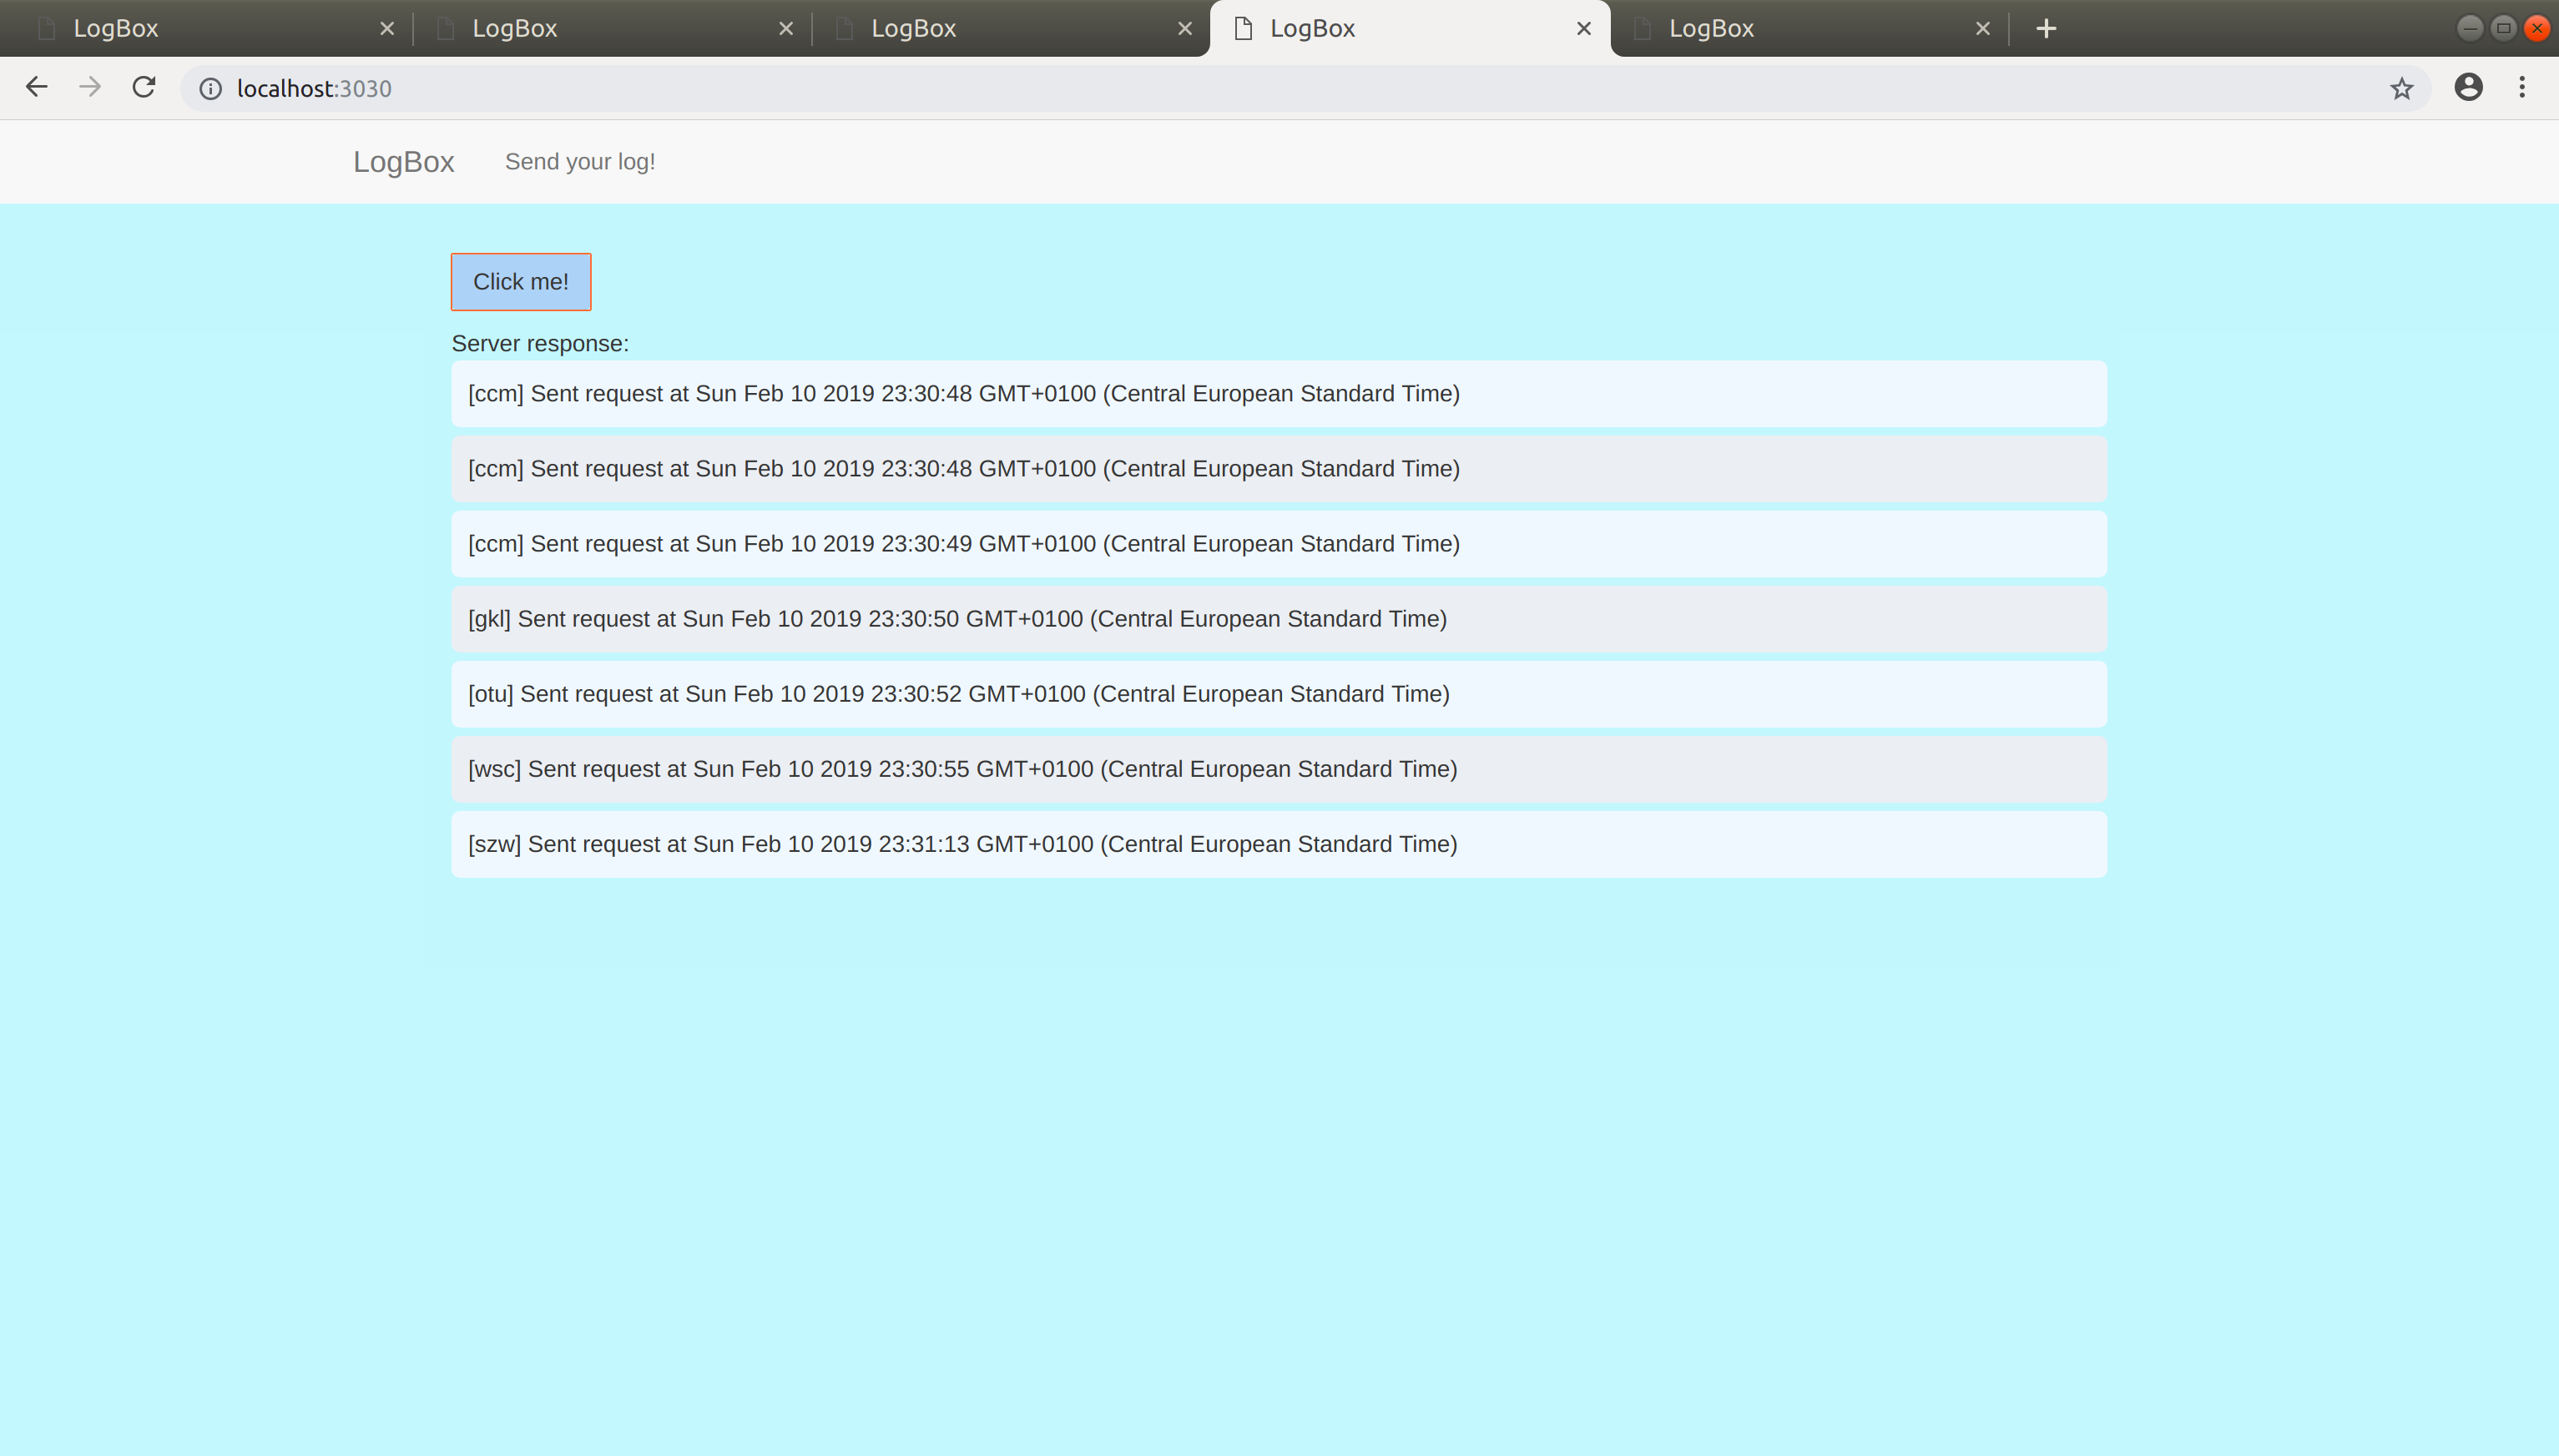 LogBox LogBox LogBox LogBox LogBox
localhost:3030
LogBox Send your log!
Click me!
Server response:
[ccm] Sent request at Sun Feb 10 2019 23:30:48 GMT+0100 (Central European Standard Time)
[ccm] Sent request at Sun Feb 10 2019 23:30:48 GMT+0100 (Central European Standard Time)
[ccm] Sent request at Sun Feb 10 2019 23:30:49 GMT+0100 (Central European Standard Time)
[gkl] Sent request at Sun Feb 10 2019 23:30:50 GMT+0100 (Central European Standard Time)
[otu] Sent request at Sun Feb 10 2019 23:30:52 GMT+0100 (Central European Standard Time)
[wsc] Sent request at Sun Feb 10 2019 23:30:55 GMT+0100 (Central European Standard Time)
[szw] Sent request at Sun Feb 10 2019 23:31:13 GMT+0100 (Central European Standard Time)